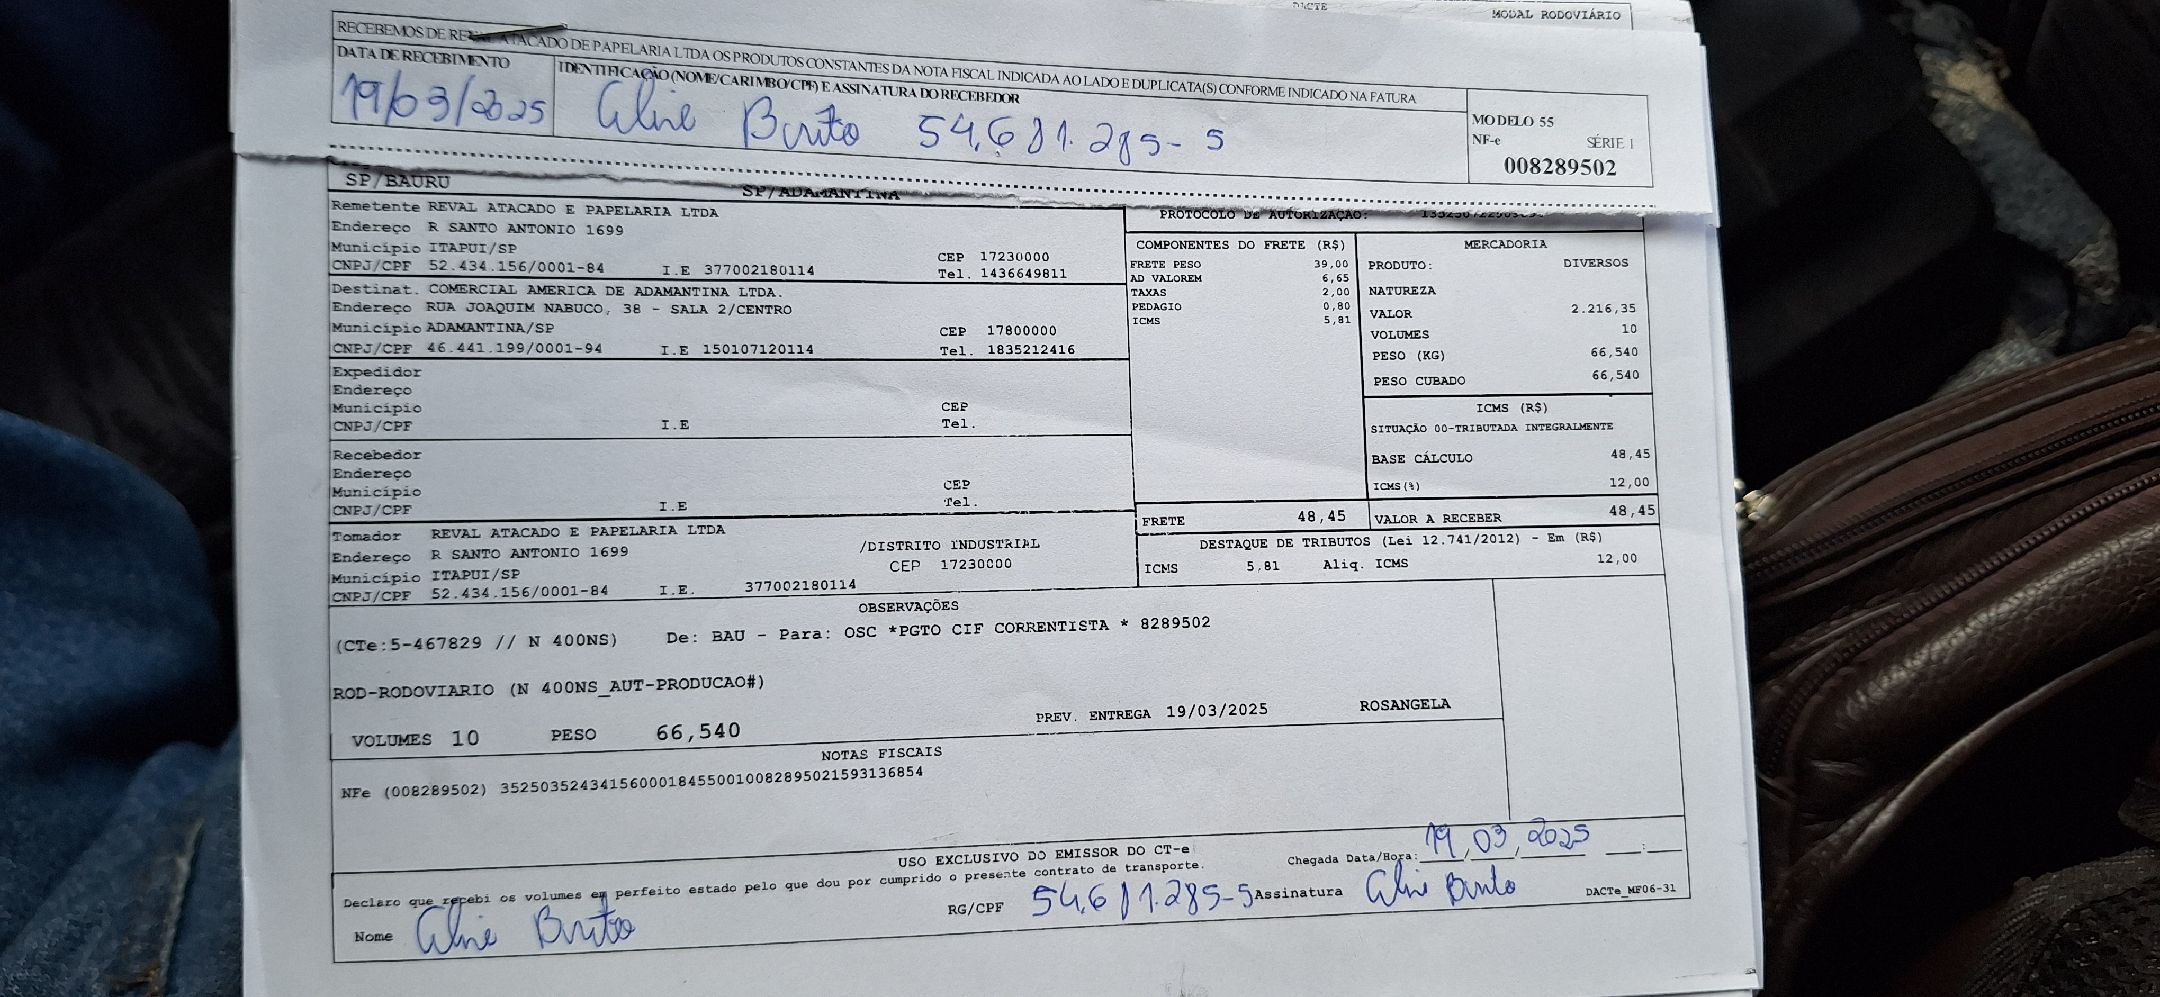 DACTE
MODAL RODOVIÁRIO
RECEBEMOS DE REVAL ATACADO DE PAPELARIA LTDA OS PRODUTOS CONSTANTES DA NOTA FISCAL INDICADA AO LADO E DUPLICATA(S) CONFORME INDICADO NA FATURA
DATA DE RECEBIMENTO
IDENTIFICAÇÃO (NOME/CARIMBO/CPF) E ASSINATURA DO RECEBEDOR
19/03/2025
Aline Brito 54.681.285-5
MODELO 55
NF-e SÉRIE 1
008289502
SP/BAURU SP/ADAMANTINA
PROTOCOLO DE AUTORIZAÇÃO:
Remetente REVAL ATACADO E PAPELARIA LTDA
Endereço R SANTO ANTONIO 1699
Município ITAPUI/SP CEP 17230000
CNPJ/CPF 52.434.156/0001-84 I.E 377002180114 Tel. 1436649811
Destinat. COMERCIAL AMERICA DE ADAMANTINA LTDA.
Endereço RUA JOAQUIM NABUCO, 38 - SALA 2/CENTRO
Município ADAMANTINA/SP CEP 17800000
CNPJ/CPF 46.441.199/0001-94 I.E 150107120114 Tel. 1835212416
Expedidor
Endereço
Município CEP
CNPJ/CPF I.E Tel.
Recebedor
Endereço
Município CEP
CNPJ/CPF I.E Tel.
Tomador REVAL ATACADO E PAPELARIA LTDA
Endereço R SANTO ANTONIO 1699 /DISTRITO INDUSTRIAL
Município ITAPUI/SP CEP 17230000
CNPJ/CPF 52.434.156/0001-84 I.E. 377002180114
COMPONENTES DO FRETE (R$)
FRETE PESO 39,00
AD VALOREM 6,65
TAXAS 2,00
PEDAGIO 0,80
ICMS 5,81
MERCADORIA
PRODUTO: DIVERSOS
NATUREZA
VALOR 2.216,35
VOLUMES 10
PESO (KG) 66,540
PESO CUBADO 66,540
ICMS (R$)
SITUAÇÃO 00-TRIBUTADA INTEGRALMENTE
BASE CÁLCULO 48,45
ICMS(%) 12,00
FRETE 48,45 VALOR A RECEBER 48,45
DESTAQUE DE TRIBUTOS (Lei 12.741/2012) - Em (R$)
ICMS 5,81 Aliq. ICMS 12,00
OBSERVAÇÕES
(CTe:5-467829 // N 400NS) De: BAU - Para: OSC *PGTO CIF CORRENTISTA * 8289502
ROD-RODOVIARIO (N 400NS_AUT-PRODUCAO#)
VOLUMES 10 PESO 66,540 PREV. ENTREGA 19/03/2025 ROSANGELA
NOTAS FISCAIS
NFe (008289502) 35250352434156000184550010082895021593136854
USO EXCLUSIVO DO EMISSOR DO CT-e
Declaro que recebi os volumes em perfeito estado pelo que dou por cumprido o presente contrato de transporte.
Chegada Data/Hora: 19/03/2025 __:__
Nome Aline Brito RG/CPF 54.681.285-5 Assinatura Aline Brito DACTe_MF06-31